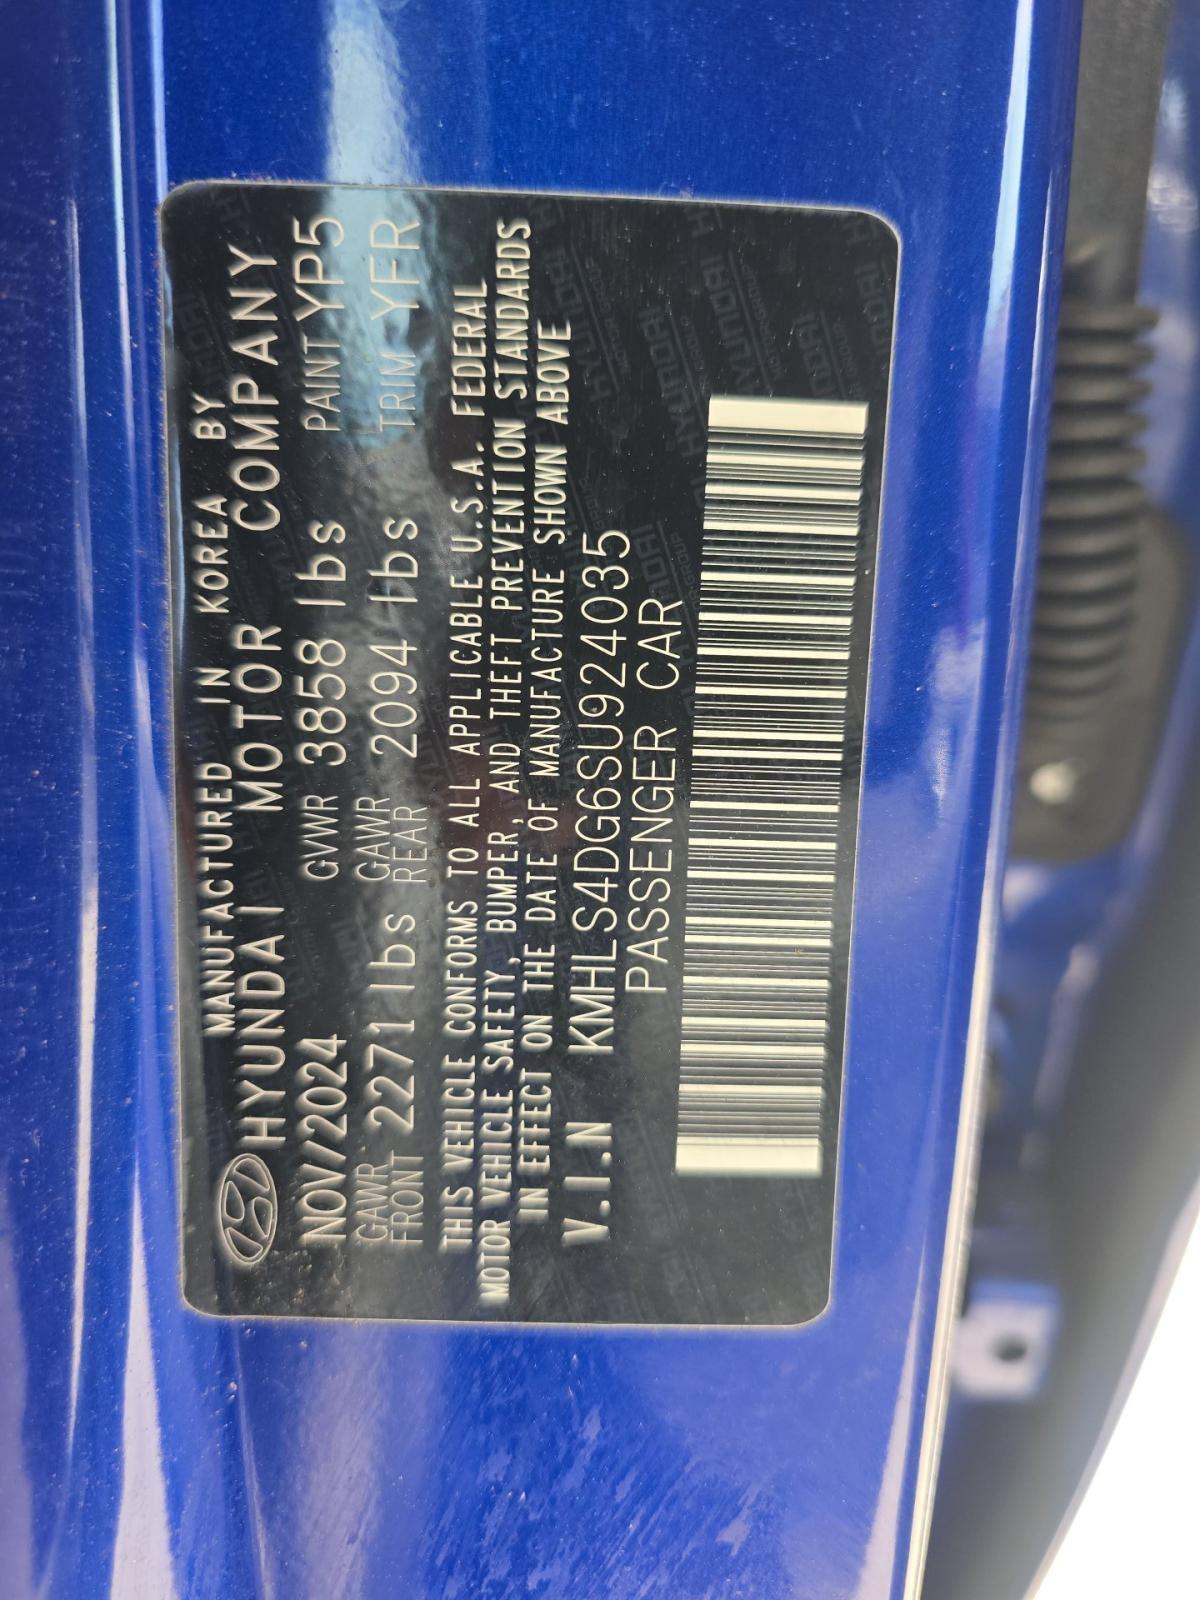 MANUFACTURED IN KOREA BY
HYUNDAI MOTOR COMPANY
NOV/2024 GVWR 3858 lbs PAINT YP5
GAWR FRONT 2271 lbs GAWR REAR 2094 lbs TRIM YFR
THIS VEHICLE CONFORMS TO ALL APPLICABLE U.S.A. FEDERAL
MOTOR VEHICLE SAFETY, BUMPER, AND THEFT PREVENTION STANDARDS
IN EFFECT ON THE DATE OF MANUFACTURE SHOWN ABOVE
V.I.N KMHLS4DG6SU924035
PASSENGER CAR